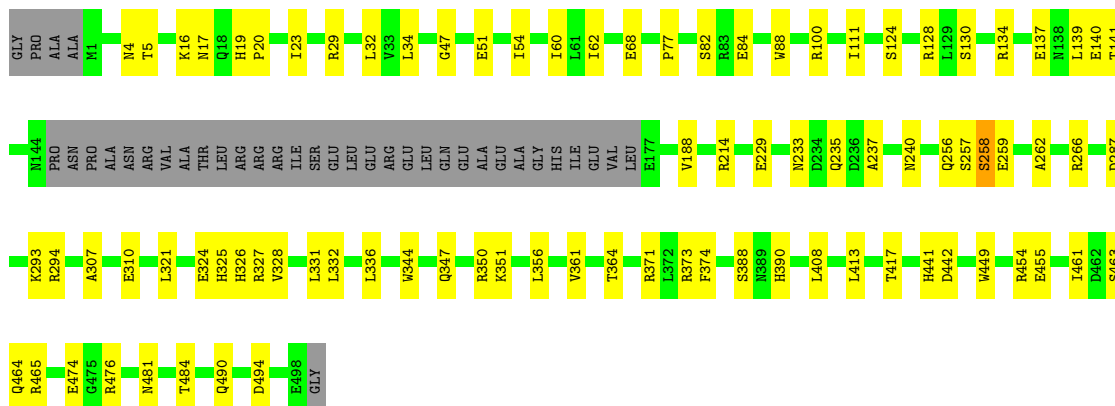 GLY PRO ALA ALA M1 N4 T5 K16 N17 Q18 H19 P20 I23 R29 L32 V33 L34 G47 E51 I54 I60 L61 I62 E68 P77 S82 R83 E84 W88 R100 I111 S124 R128 L129 S130 R134 E137 N138 L139 E140 T141
N144 PRO ASN PRO ALA ASN ARG VAL ALA THR LEU ARG ARG ARG ILE SER GLU LEU GLU ARG GLU LEU GLN GLU ALA GLU ALA GLY HIS ILE GLU VAL LEU E177 V188 R214 E229 N233 D234 Q235 D236 A237 N240 Q256 S257 S258 E259 A262 R266
K293 R294 A307 E310 L321 E324 H325 H326 R327 V328 L331 L332 L336 W344 Q347 R350 K351 L356 V361 T364 R371 L372 R373 F374 S388 N389 H390 L408 L413 T417 H441 D442 W449 R454 E455 I461 D462 S463
Q464 R465 E474 G475 R476 N481 T484 Q490 D494 E498 GLY